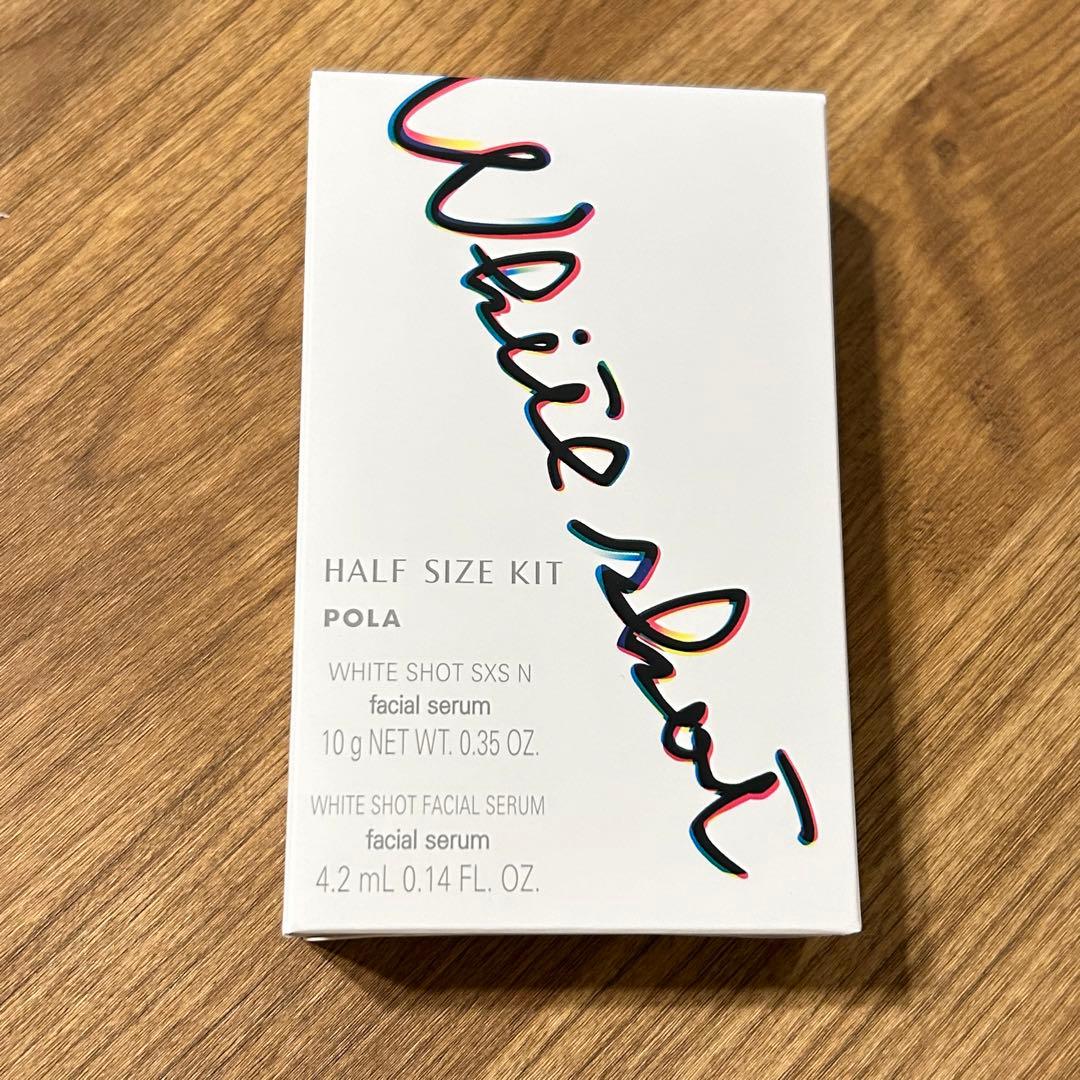 White Shot
HALF SIZE KIT
POLA
WHITE SHOT SXS N
facial serum
10 g NET WT. 0.35 OZ.
WHITE SHOT FACIAL SERUM
facial serum
4.2 mL 0.14 FL. OZ.